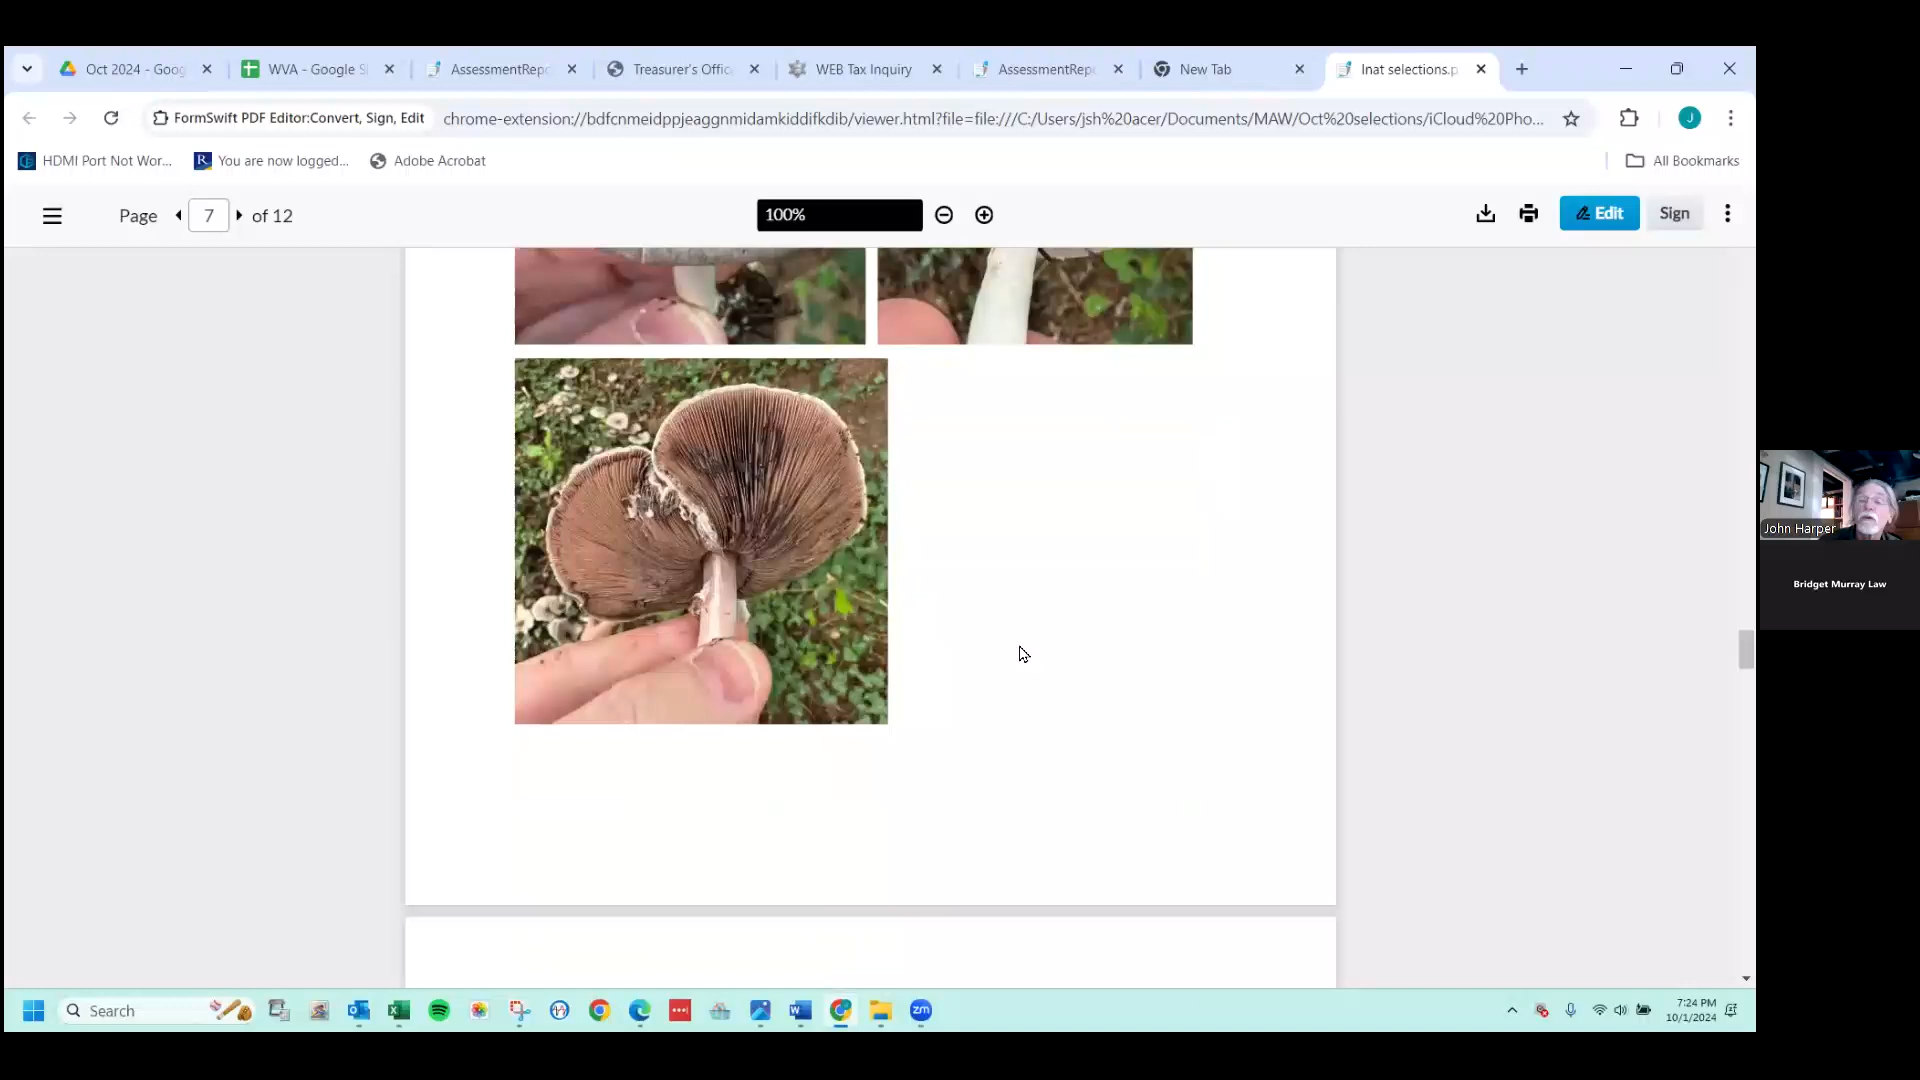 Oct 2024 - Goog
WVA - Google S
AssessmentRep
Treasurer's Offic
WEB Tax Inquiry
AssessmentRep
New Tab
Inat selections.p
FormSwift PDF Editor:Convert, Sign, Edit
chrome-extension://bdfcnmeidppjeaggnmidamkiddifkdib/viewer.html?file=file:///C:/Users/jsh%20acer/Documents/MAW/Oct%20selections/iCloud%20Pho...
J
HDMI Port Not Wor...
R
You are now logged...
Adobe Acrobat
All Bookmarks
Page 7 of 12
100%
Edit
Sign
John Harper
Bridget Murray Law
Search
zm
7:24 PM
10/1/2024